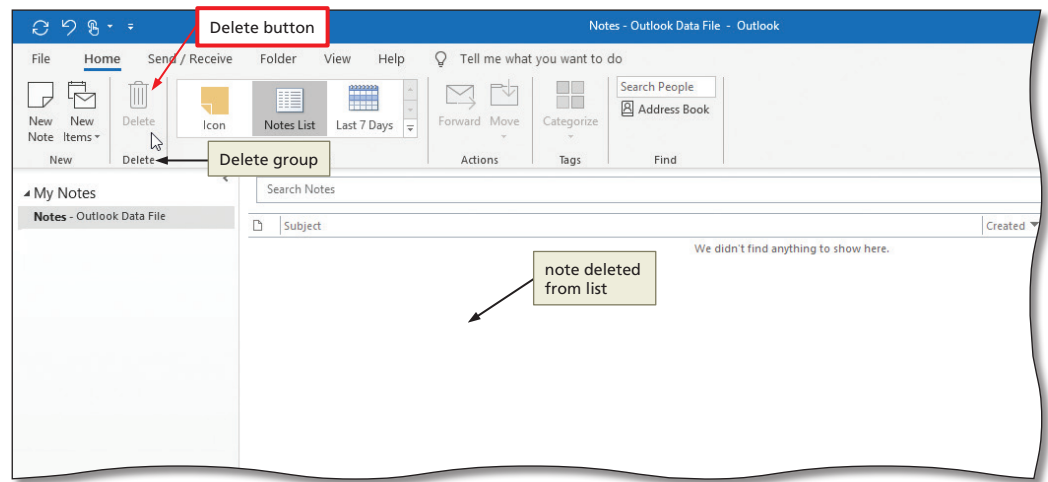 Delete button
Notes - Outlook Data File - Outlook
File Home Send / Receive Folder View Help Tell me what you want to do
New Note
New Items
Delete
Icon
Notes List
Last 7 Days
Forward
Move
Categorize
Search People
Address Book
New
Delete
Delete group
Actions
Tags
Find
My Notes
Notes - Outlook Data File
Search Notes
Subject
Created
We didn't find anything to show here.
note deleted
from list